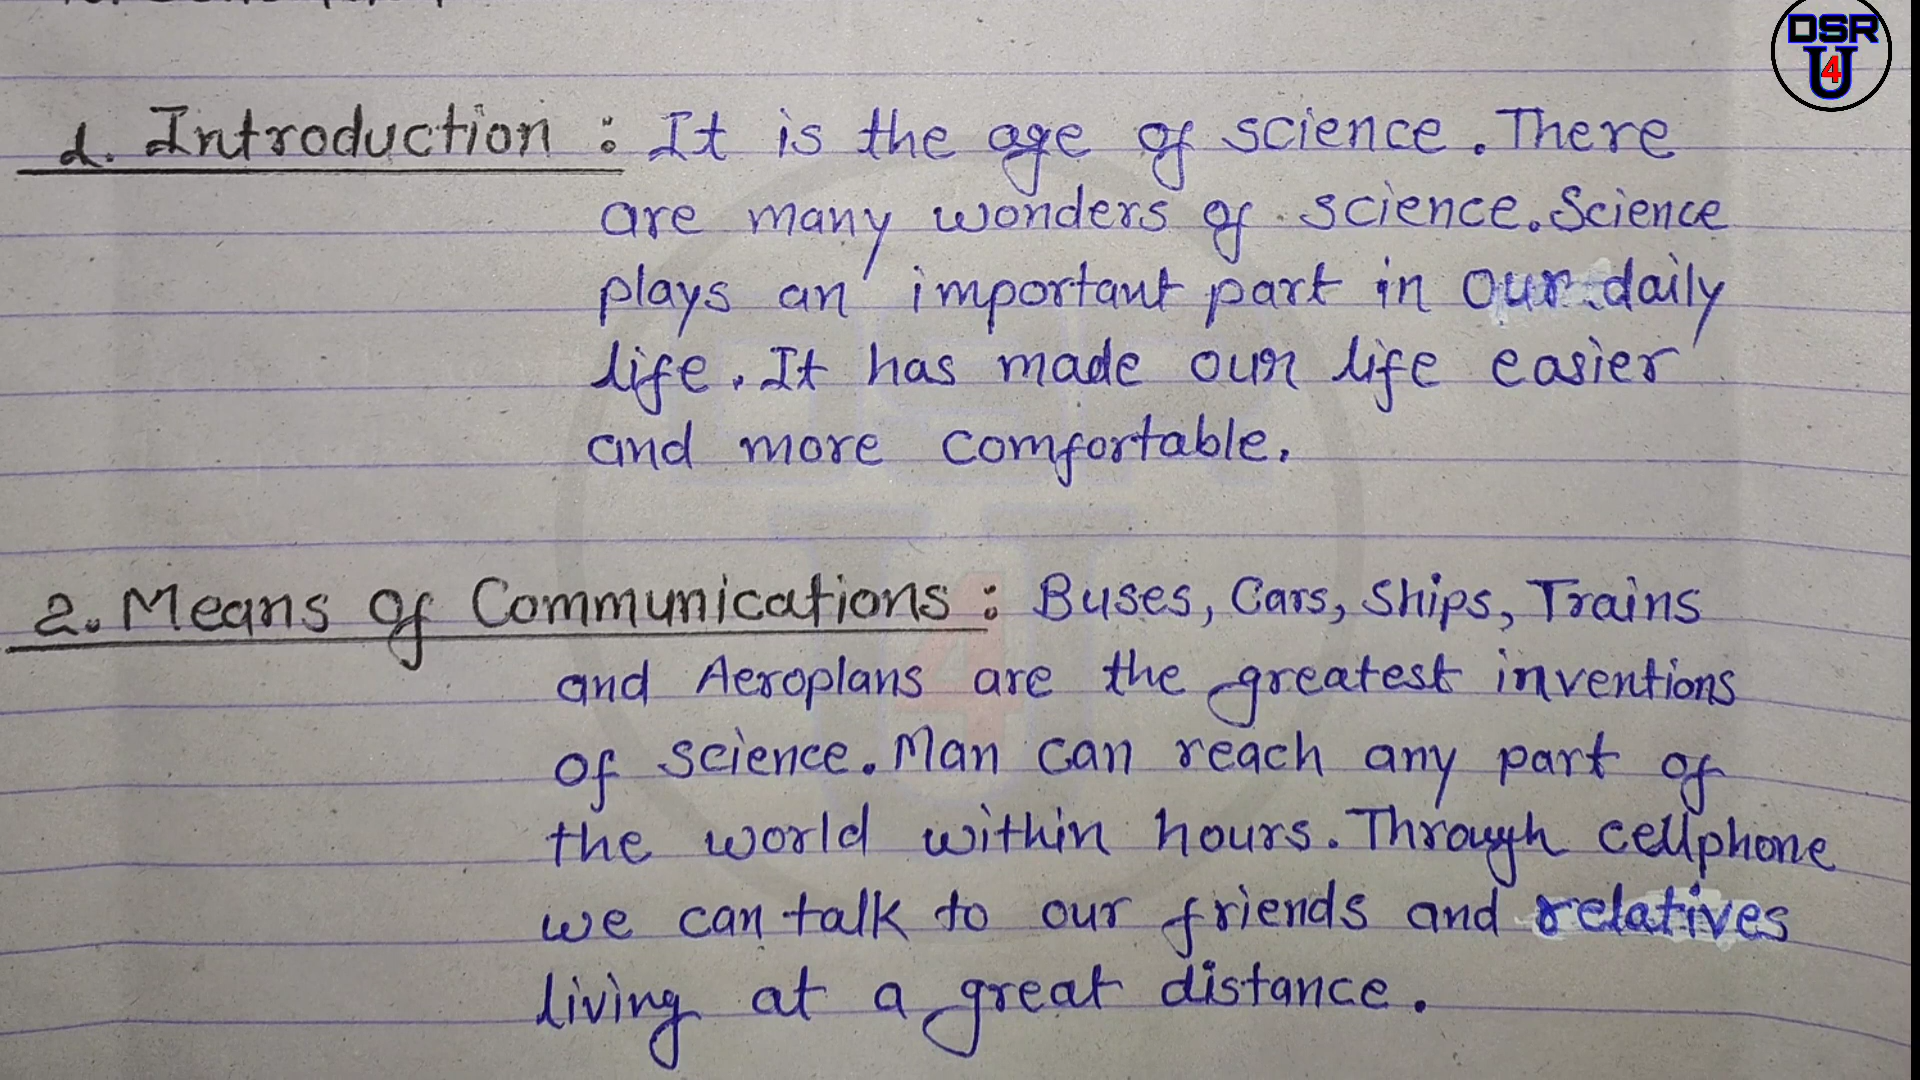 DSR
U
4
1. Introduction : It is the age of science. There
are many wonders of science. Science
plays an important part in our daily
life. It has made our life easier
and more comfortable.
2. Means of Communications : Buses, Cars, Ships, Trains
and Aeroplans are the greatest inventions
of science. Man can reach any part of
the world within hours. Through cellphone
we can talk to our friends and relatives
living at a great distance.